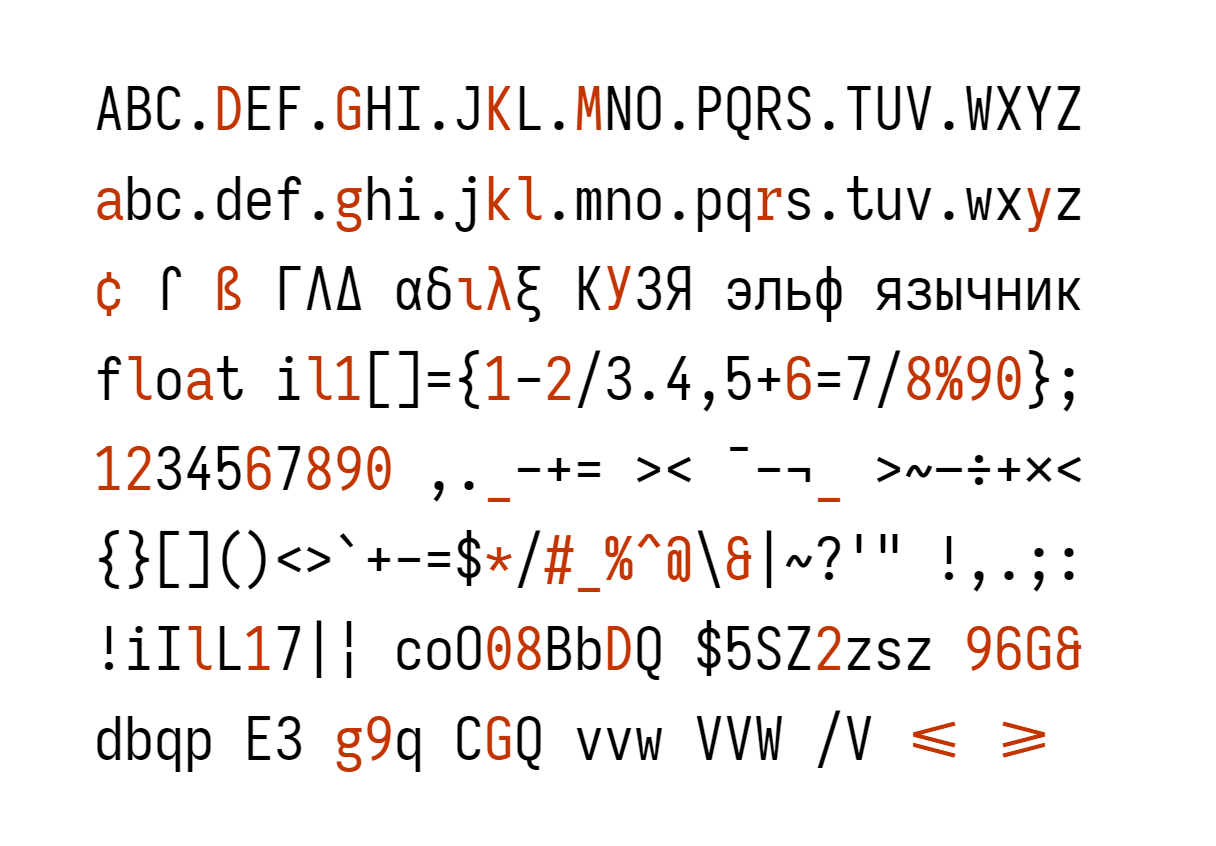 ABC.DEF.GHI.JKL.MNO.PQRS.TUV.WXYZ
abc.def.ghi.jkl.mno.pqrs.tuv.wxyz
¢ ſ ß ΓΛΔ αδιλξ КУЗЯ эльф язычник
float il1[]={1-2/3.4,5+6=7/8%90};
1234567890 ,._-+= >< ¯-¬_ >~–÷+×<
{}[]()<>`+-=$*/#_%^@\&|~?'" !,.;:
!iIlL17|¦ coO08BbDQ $5SZ2zsz 96G&
dbqp E3 g9q CGQ vvw VVW /V <= >=